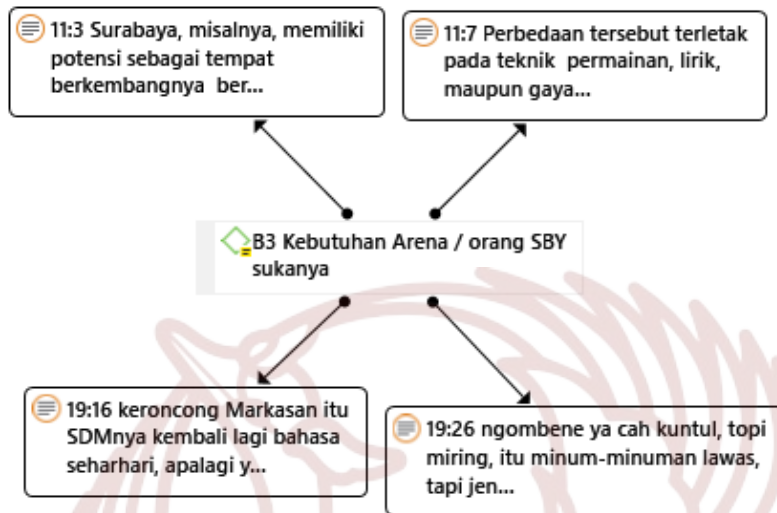 11:3 Surabaya, misalnya, memiliki
potensi sebagai tempat
berkembangnya ber...
11:7 Perbedaan tersebut terletak
pada teknik permainan, lirik,
maupun gaya...
B3 Kebutuhan Arena / orang SBY
sukanya
19:16 keroncong Markasan itu
SDMnya kembali lagi bahasa
seharhari, apalagi y...
19:26 ngombene ya cah kuntul, topi
miring, itu minum-minuman lawas,
tapi jen...